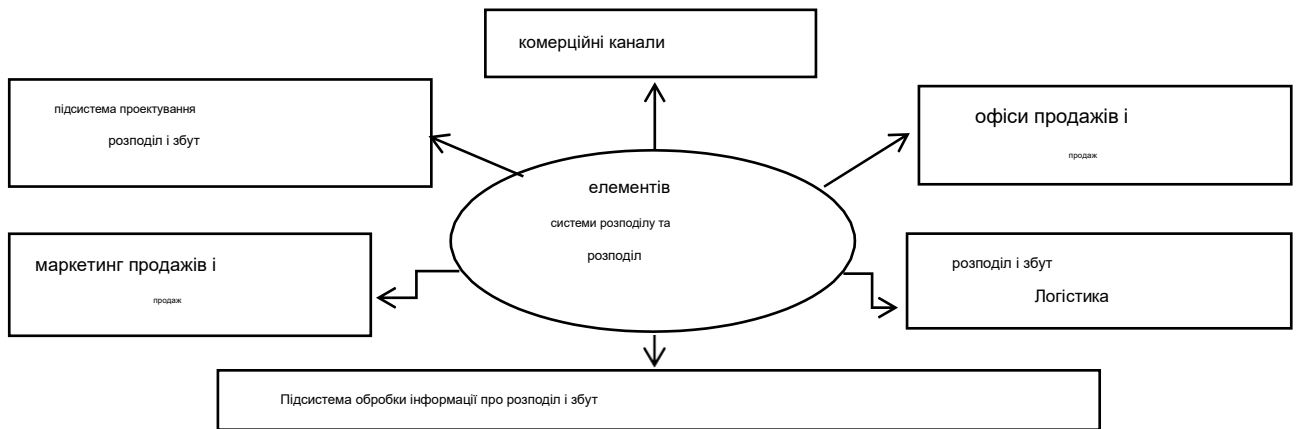 комерційні канали
підсистема проектування
розподіл і збут
офіси продажів і
продаж
елементів
системи розподілу та
розподіл
маркетинг продажів і
продаж
розподіл і збут
Логістика
Підсистема обробки інформації про розподіл і збут